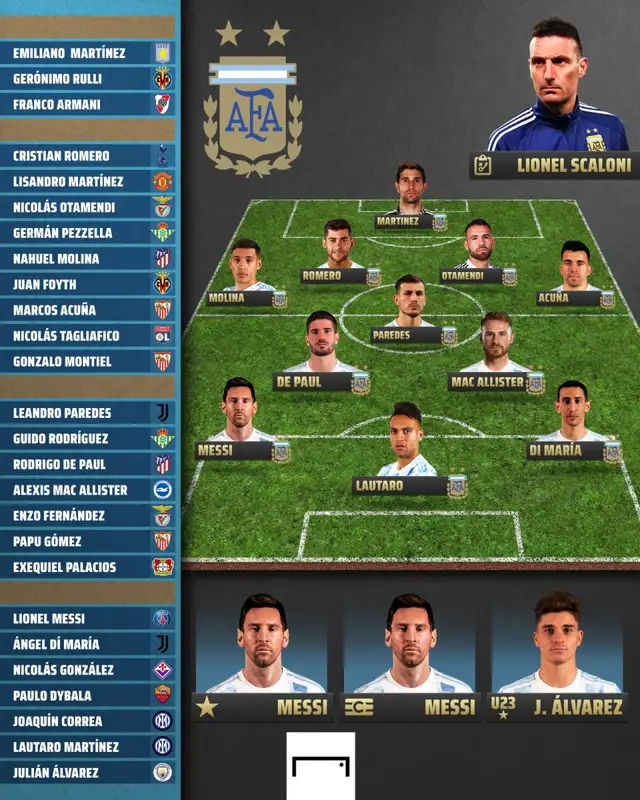 EMILIANO MARTÍNEZ
GERÓNIMO RULLI
FRANCO ARMANI
CRISTIAN ROMERO
LISANDRO MARTÍNEZ
NICOLÁS OTAMENDI
GERMÁN PEZZELLA
NAHUEL MOLINA
JUAN FOYTH
MARCOS ACUÑA
NICOLÁS TAGLIAFICO
GONZALO MONTIEL
LEANDRO PAREDES
GUIDO RODRÍGUEZ
RODRIGO DE PAUL
ALEXIS MAC ALLISTER
ENZO FERNÁNDEZ
PAPU GÓMEZ
EXEQUIEL PALACIOS
LIONEL MESSI
ÁNGEL DÍ MARÍA
NICOLÁS GONZÁLEZ
PAULO DYBALA
JOAQUÍN CORREA
LAUTARO MARTÍNEZ
JULIÁN ÁLVAREZ
AFA
LIONEL SCALONI
MARTÍNEZ
ROMERO
OTAMENDI
MOLINA
ACUÑA
PAREDES
DE PAUL
MAC ALLISTER
MESSI
DI MARÍA
LAUTARO
MESSI
C MESSI
U23 J. ÁLVAREZ